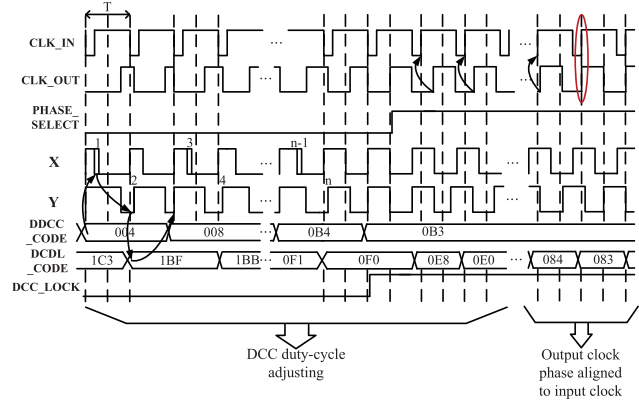 T
CLK_IN ...
CLK_OUT ... ...
PHASE_
SELECT
1 3 n-1
X ... ...
2 4 n
Y ... ...
DDCC
_CODE 004 008 ... 0B4 0B3
DCDL
_CODE 1C3 1BF 1BB ... 0F1 0F0 0E8 0E0 ... 084 083
DCC_LOCK
...
DCC duty-cycle
adjusting
Output clock
phase aligned
to input clock